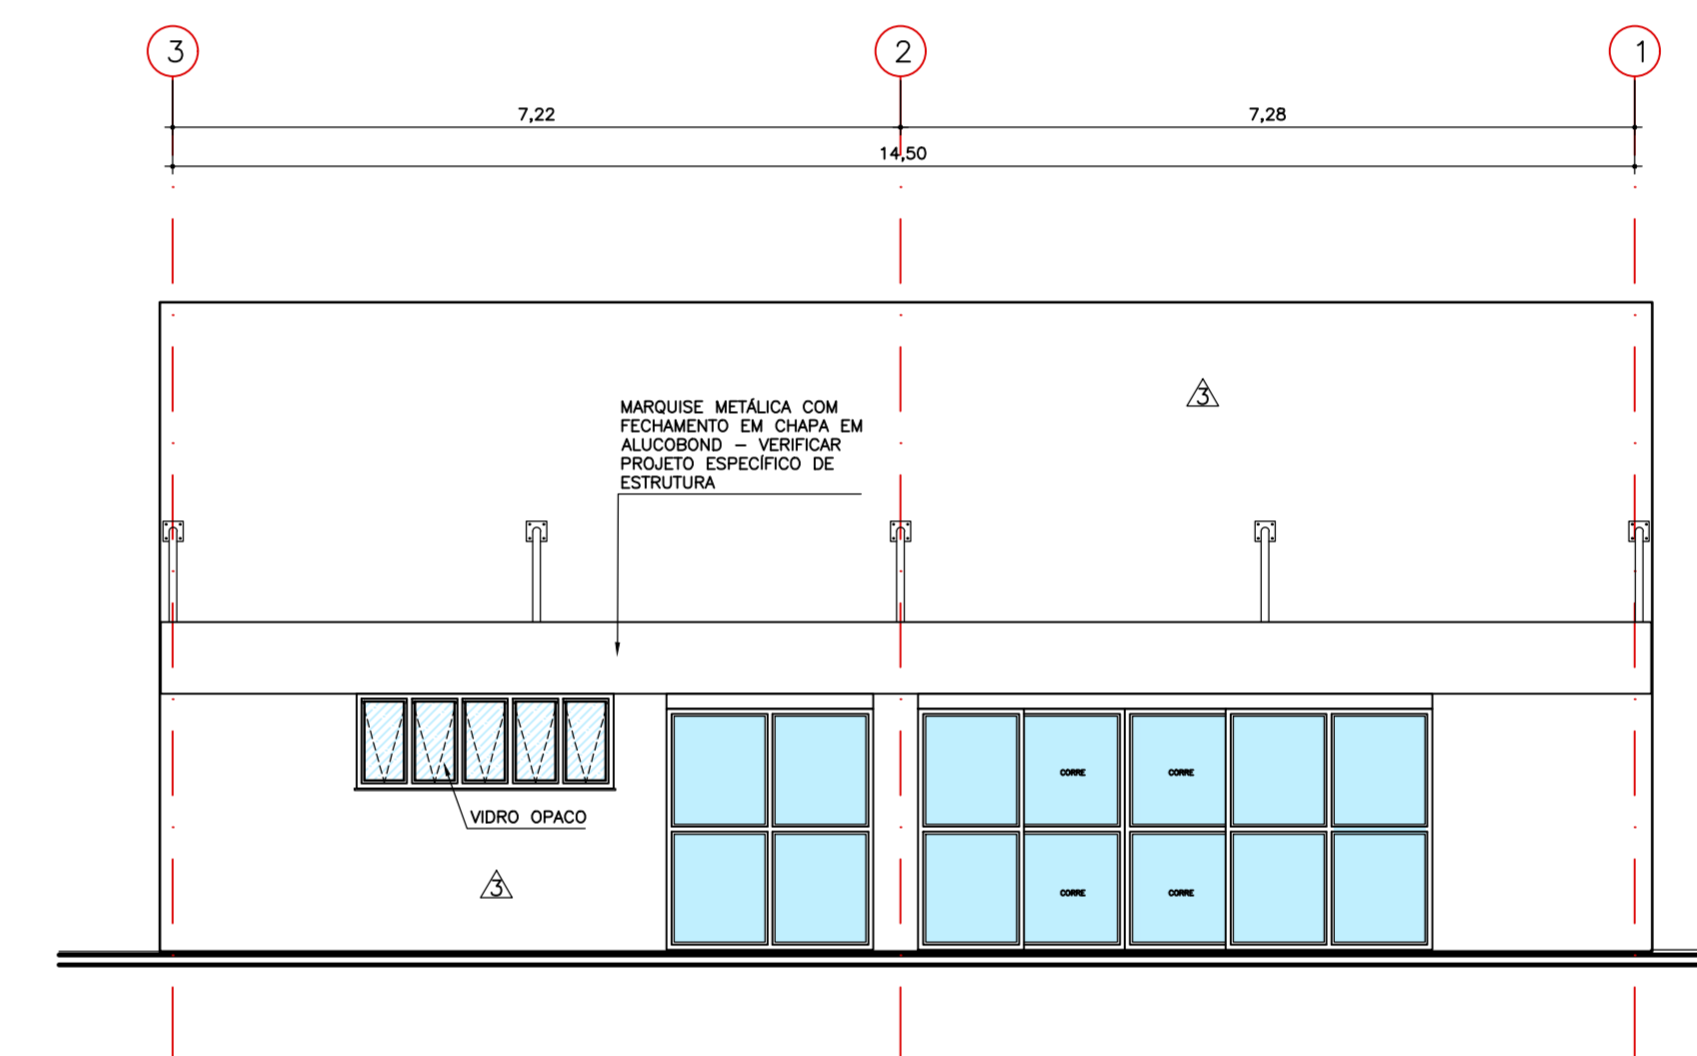 3
2
1
7,22
7,28
14,50
3
MARQUISE METÁLICA COM
FECHAMENTO EM CHAPA EM
ALUCOBOND – VERIFICAR
PROJETO ESPECÍFICO DE
ESTRUTURA
CORRE
CORRE
VIDRO OPACO
3
CORRE
CORRE